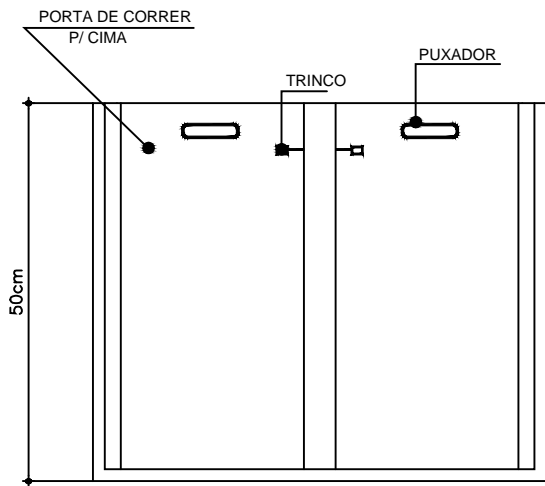 PORTA DE CORRER
P/ CIMA
TRINCO
PUXADOR
50cm